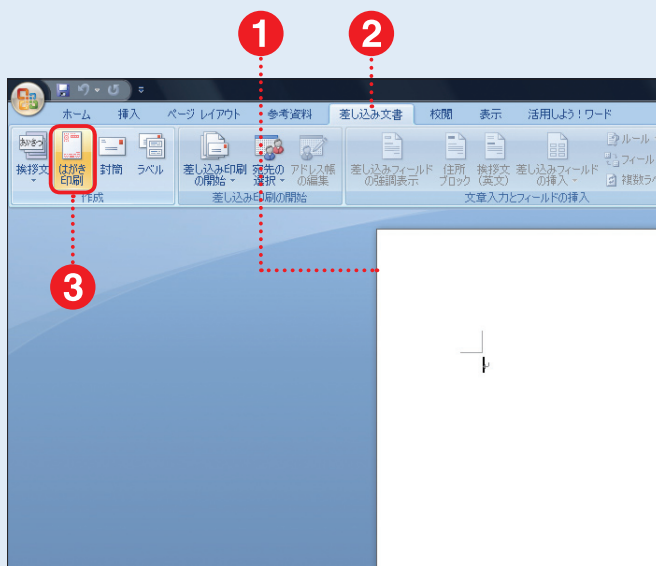 1
2
ホーム 挿入 ページ レイアウト 参考資料 差し込み文書 校閲 表示 活用しよう！ワード
あいさつ
挨拶文 はがき 封筒 ラベル 差し込み印刷 宛先の アドレス帳 差し込みフィールド 住所 挨拶文 差し込みフィールド ルール
印刷 の開始 選択 の編集 の強調表示 ブロック (英文) の挿入 フィール
複数ラベ
作成 差し込み印刷の開始 文章入力とフィールドの挿入
3